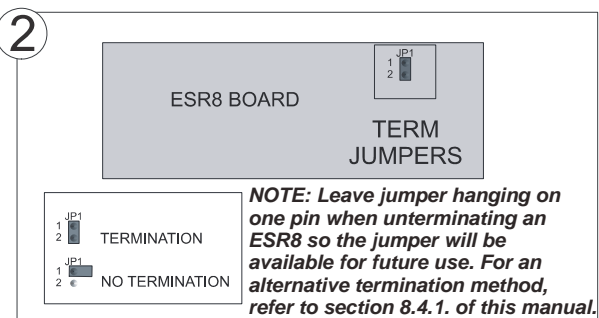 2
JP1
1
2
ESR8 BOARD
TERM
JUMPERS
JP1
1
2
TERMINATION
JP1
1
2
NO TERMINATION
NOTE: Leave jumper hanging on
one pin when unterminating an
ESR8 so the jumper will be
available for future use. For an
alternative termination method,
refer to section 8.4.1. of this manual.